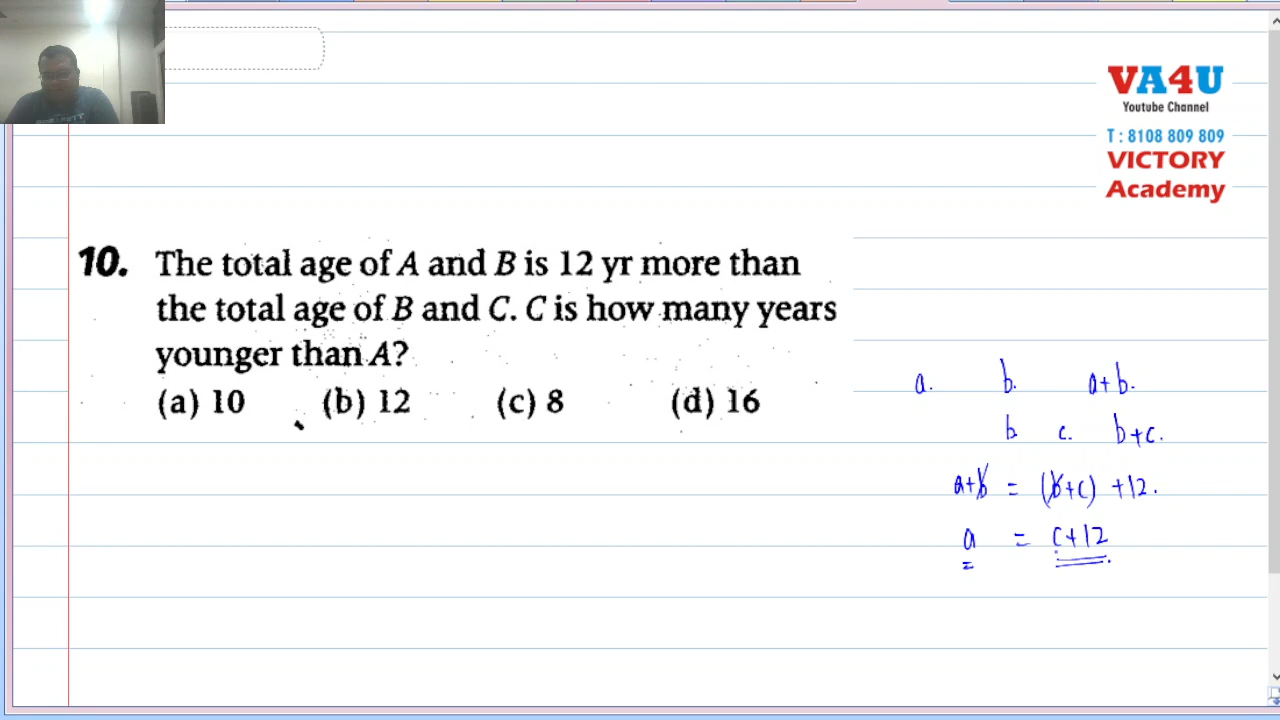 VA4U
Youtube Channel
T : 8108 809 809
VICTORY
Academy
10. The total age of A and B is 12 yr more than
the total age of B and C. C is how many years
younger than A?
(a) 10 (b) 12 (c) 8 (d) 16
a. b. a+b.
b c. b+c.
a+b = (b+c) +12.
a = c+12
=